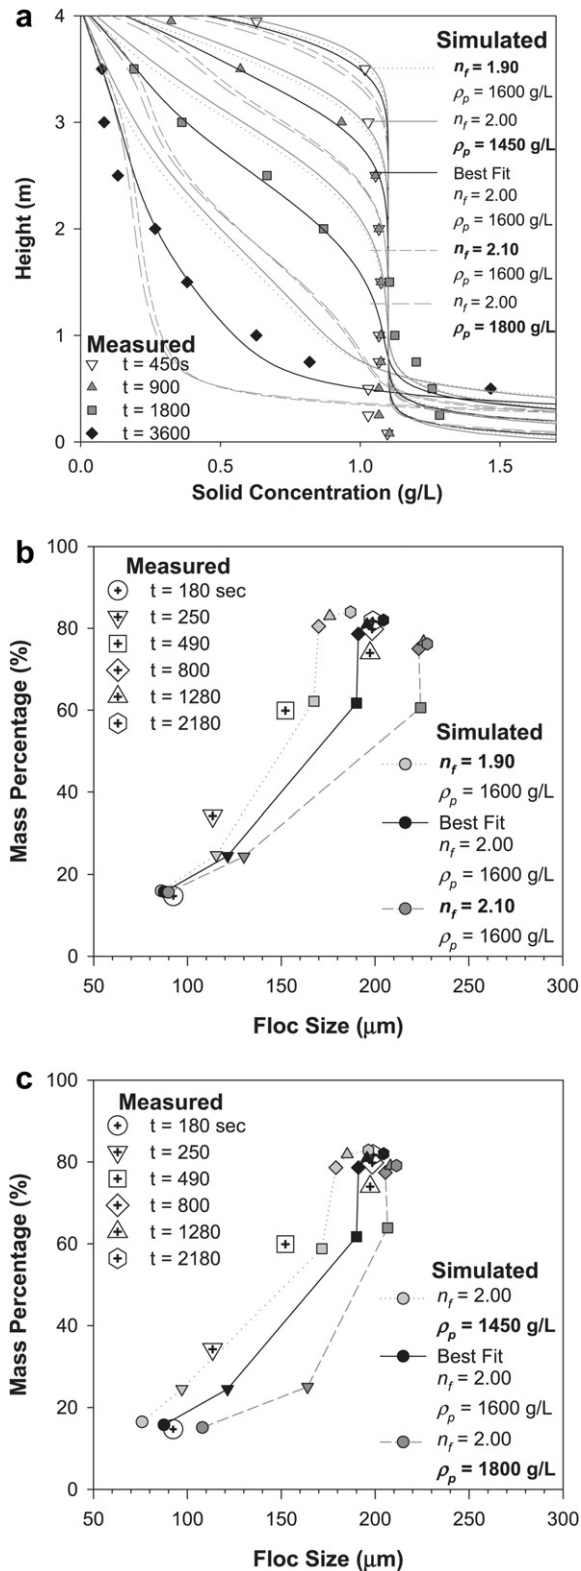 a
4
3
2
1
0
Height (m)
0.0
0.5
1.0
1.5
Solid Concentration (g/L)
Measured
t = 450s
t = 900
t = 1800
t = 3600
Simulated
nf = 1.90
ρp = 1600 g/L
nf = 2.00
ρp = 1450 g/L
Best Fit
nf = 2.00
ρp = 1600 g/L
nf = 2.10
ρp = 1600 g/L
nf = 2.00
ρp = 1800 g/L
b
100
80
60
40
20
0
Mass Percentage (%)
50
100
150
200
250
300
Floc Size (μm)
Measured
t = 180 sec
t = 250
t = 490
t = 800
t = 1280
t = 2180
Simulated
nf = 1.90
ρp = 1600 g/L
Best Fit
nf = 2.00
ρp = 1600 g/L
nf = 2.10
ρp = 1600 g/L
c
100
80
60
40
20
0
Mass Percentage (%)
50
100
150
200
250
300
Floc Size (μm)
Measured
t = 180 sec
t = 250
t = 490
t = 800
t = 1280
t = 2180
Simulated
nf = 2.00
ρp = 1450 g/L
Best Fit
nf = 2.00
ρp = 1600 g/L
nf = 2.00
ρp = 1800 g/L